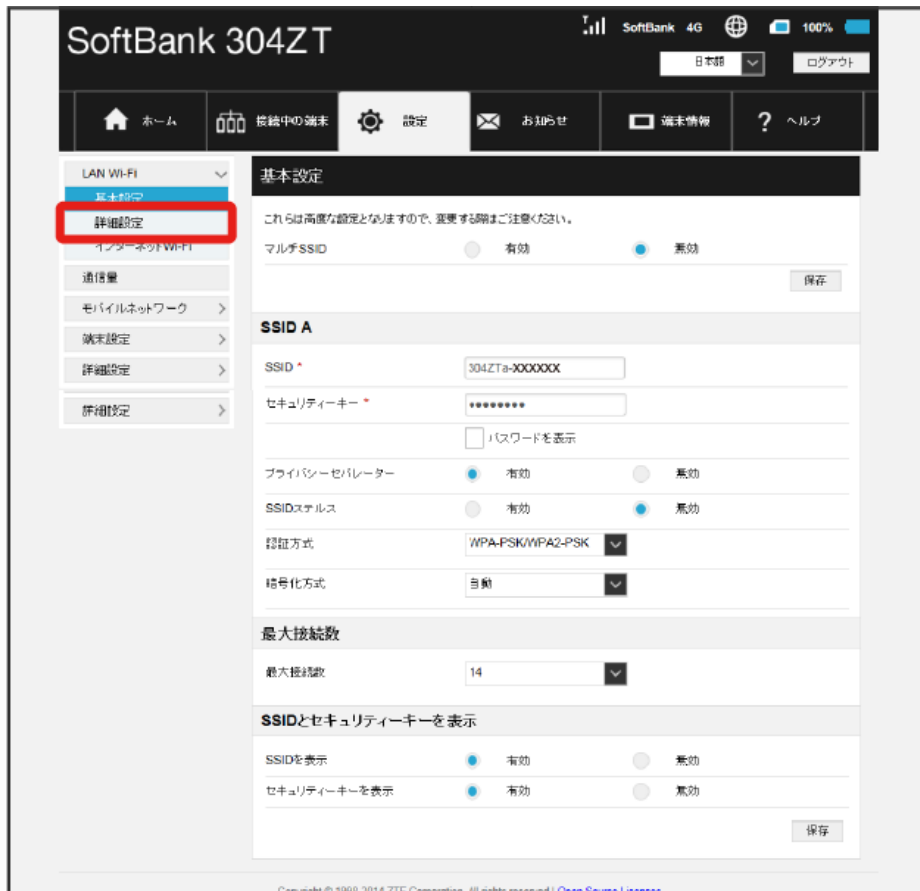 SoftBank 304ZT
SoftBank 4G 100%
日本語 ログアウト
ホーム 接続中の端末 設定 お知らせ 端末情報 ? ヘルプ
LAN Wi-Fi
基本設定
詳細設定
インターネットWi-Fi
通信量
モバイルネットワーク
端末設定
詳細設定
詳細設定
基本設定
これらは高度な設定となりますので、変更する際はご注意ください。
マルチSSID 有効 無効
保存
SSID A
SSID * 304ZTa-XXXXXX
セキュリティーキー * ••••••••
パスワードを表示
プライバシーセパレーター 有効 無効
SSIDステルス 有効 無効
認証方式 WPA-PSK/WPA2-PSK
暗号化方式 自動
最大接続数
最大接続数 14
SSIDとセキュリティーキーを表示
SSIDを表示 有効 無効
セキュリティーキーを表示 有効 無効
保存
Copyright © 1998-2014 ZTE Corporation. All rights reserved | Open Source Licenses